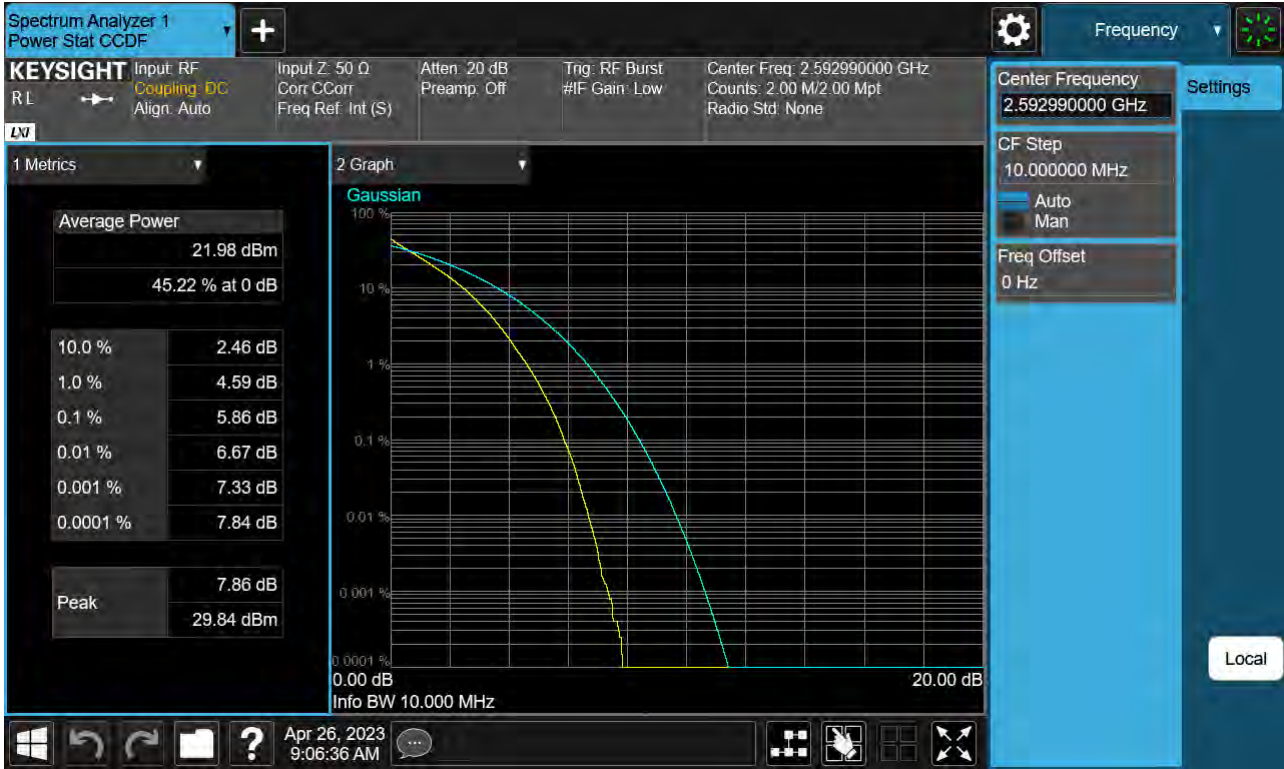 Spectrum Analyzer 1
Power Stat CCDF
+
Frequency
KEYSIGHT
RL
LXI
Input: RF
Coupling: DC
Align: Auto
Input Z: 50 Ω
Corr CCorr
Freq Ref: Int (S)
Atten: 20 dB
Preamp: Off
Trig: RF Burst
#IF Gain: Low
Center Freq: 2.592990000 GHz
Counts: 2.00 M/2.00 Mpt
Radio Std: None
Center Frequency
2.592990000 GHz
CF Step
10.000000 MHz
Auto
Man
Freq Offset
0 Hz
Settings
Local
1 Metrics
Average Power
21.98 dBm
45.22 % at 0 dB
10.0 % 2.46 dB
1.0 % 4.59 dB
0.1 % 5.86 dB
0.01 % 6.67 dB
0.001 % 7.33 dB
0.0001 % 7.84 dB
Peak
7.86 dB
29.84 dBm
2 Graph
Gaussian
100 %
10 %
1 %
0.1 %
0.01 %
0.001 %
0.0001 %
0.00 dB 20.00 dB
Info BW 10.000 MHz
?
Apr 26, 2023
9:06:36 AM